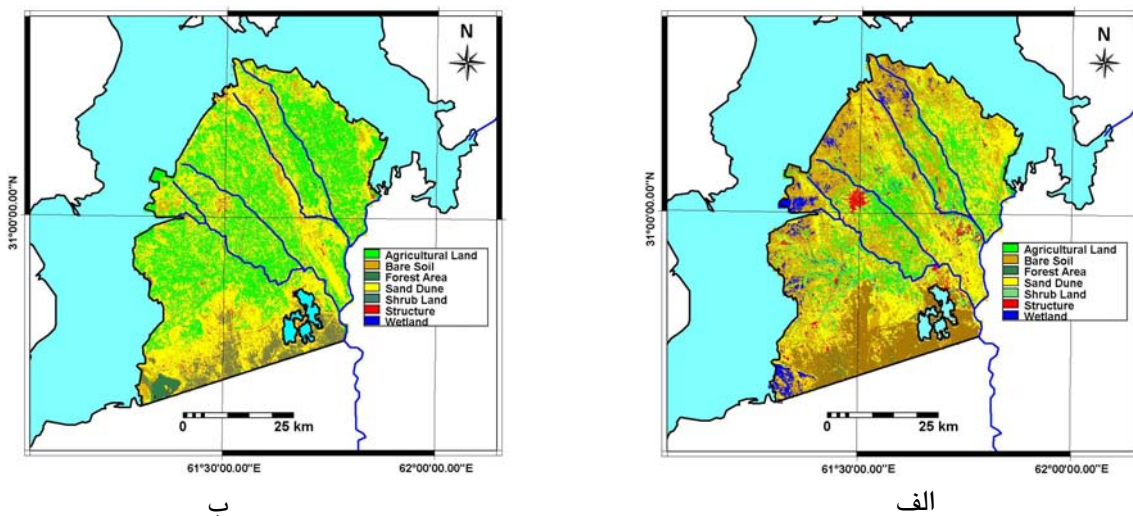 N
31°00'00.00"N
Agricultural Land
Bare Soil
Forest Area
Sand Dune
Shrub Land
Structure
Wetland
0 25 km
61°30'00.00"E 62°00'00.00"E
ب
N
31°00'00.00"N
Agricultural Land
Bare Soil
Forest Area
Sand Dune
Shrub Land
Structure
Wetland
0 25 km
61°30'00.00"E 62°00'00.00"E
الف